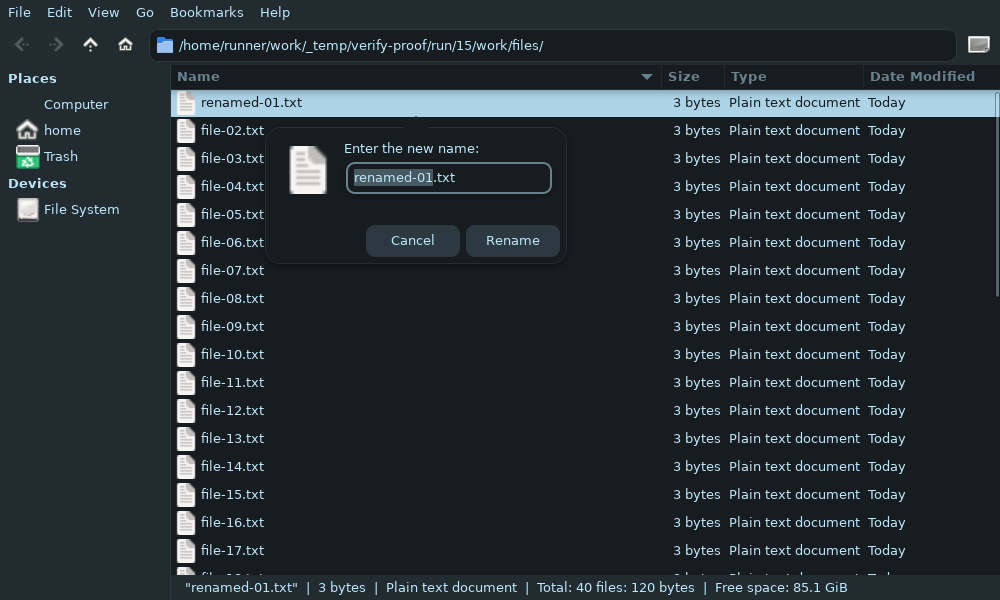 File Edit View Go Bookmarks Help
/home/runner/work/_temp/verify-proof/run/15/work/files/
Places
Computer
home
Trash
Devices
File System
Name Size Type Date Modified
renamed-01.txt 3 bytes Plain text document Today
file-02.txt 3 bytes Plain text document Today
file-03.txt 3 bytes Plain text document Today
file-04.txt 3 bytes Plain text document Today
file-05.txt 3 bytes Plain text document Today
file-06.txt 3 bytes Plain text document Today
file-07.txt 3 bytes Plain text document Today
file-08.txt 3 bytes Plain text document Today
file-09.txt 3 bytes Plain text document Today
file-10.txt 3 bytes Plain text document Today
file-11.txt 3 bytes Plain text document Today
file-12.txt 3 bytes Plain text document Today
file-13.txt 3 bytes Plain text document Today
file-14.txt 3 bytes Plain text document Today
file-15.txt 3 bytes Plain text document Today
file-16.txt 3 bytes Plain text document Today
file-17.txt 3 bytes Plain text document Today
Enter the new name:
renamed-01.txt
Cancel Rename
"renamed-01.txt" | 3 bytes | Plain text document | Total: 40 files: 120 bytes | Free space: 85.1 GiB